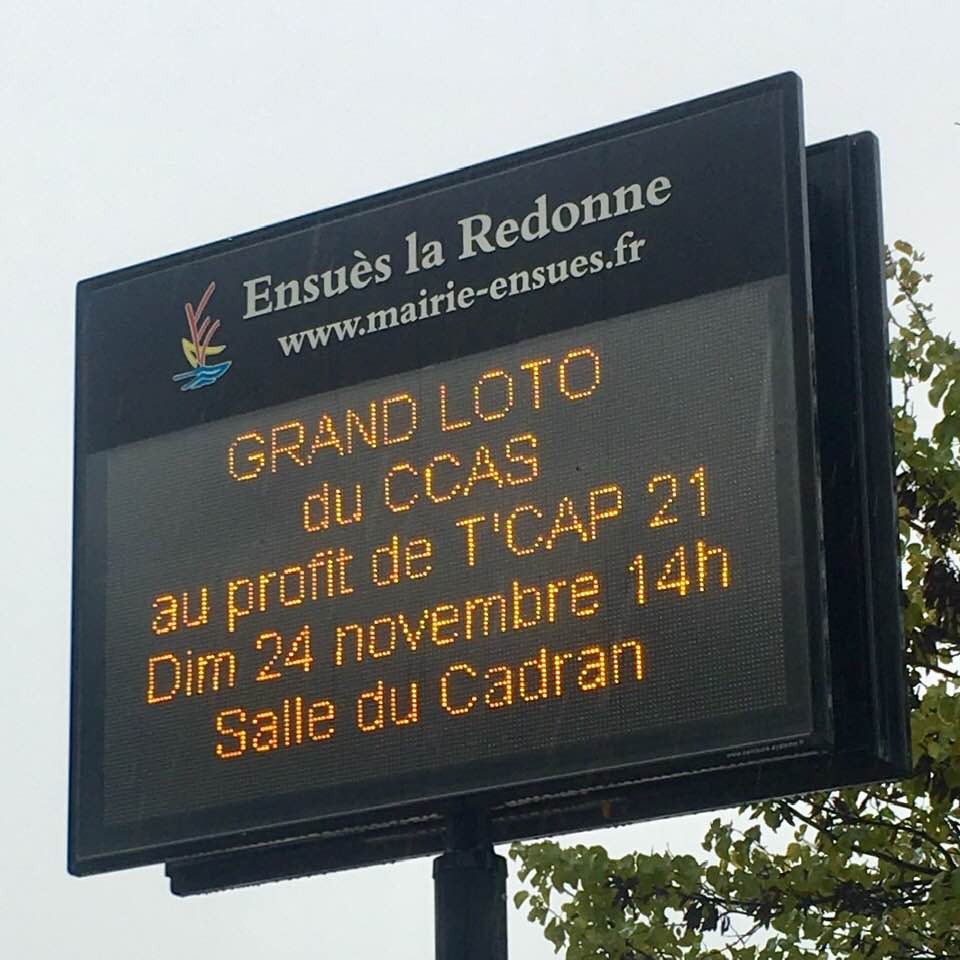 Ensuès la Redonne
www.mairie-ensues.fr
GRAND LOTO
du CCAS
au profit de T'CAP 21
Dim 24 novembre 14h
Salle du Cadran